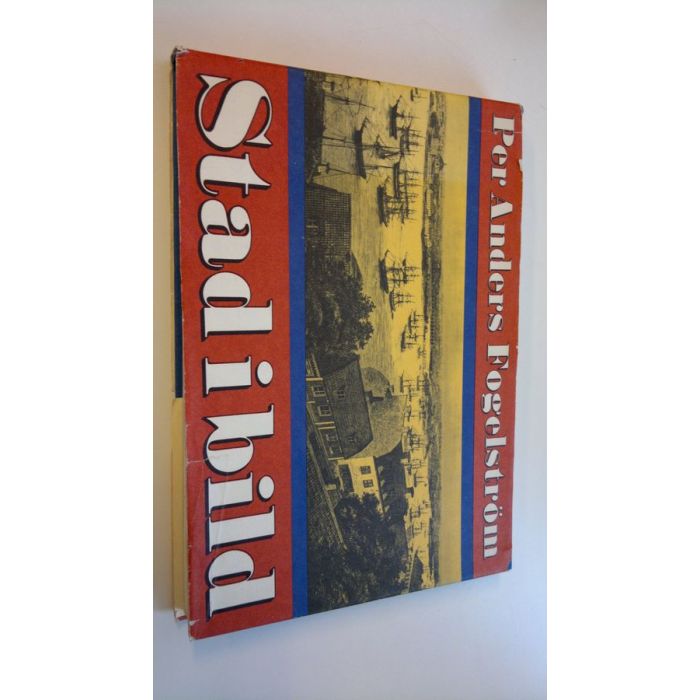 Per Anders Fogelström
Stad i bild